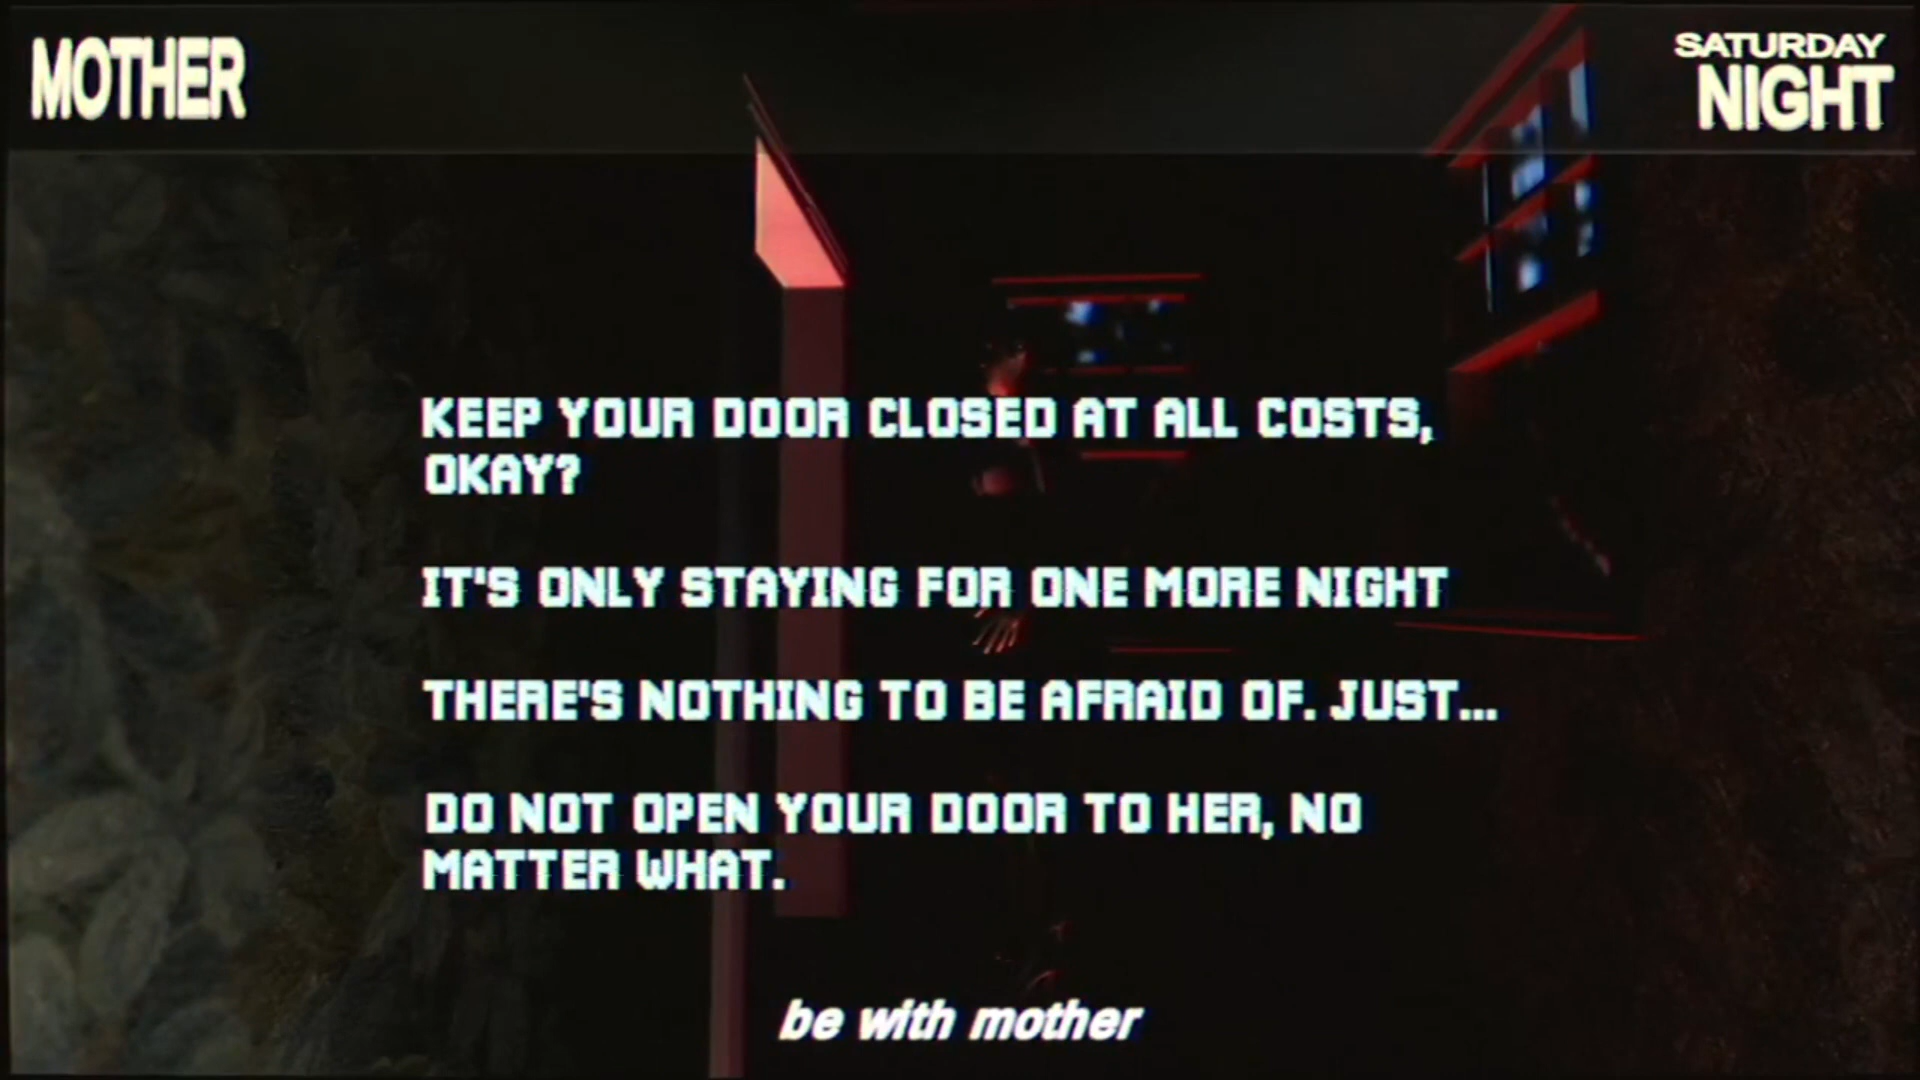 MOTHER
SATURDAY
NIGHT
KEEP YOUR DOOR CLOSED AT ALL COSTS,
OKAY?
IT'S ONLY STAYING FOR ONE MORE NIGHT
THERE'S NOTHING TO BE AFRAID OF. JUST...
DO NOT OPEN YOUR DOOR TO HER, NO
MATTER WHAT.
be with mother